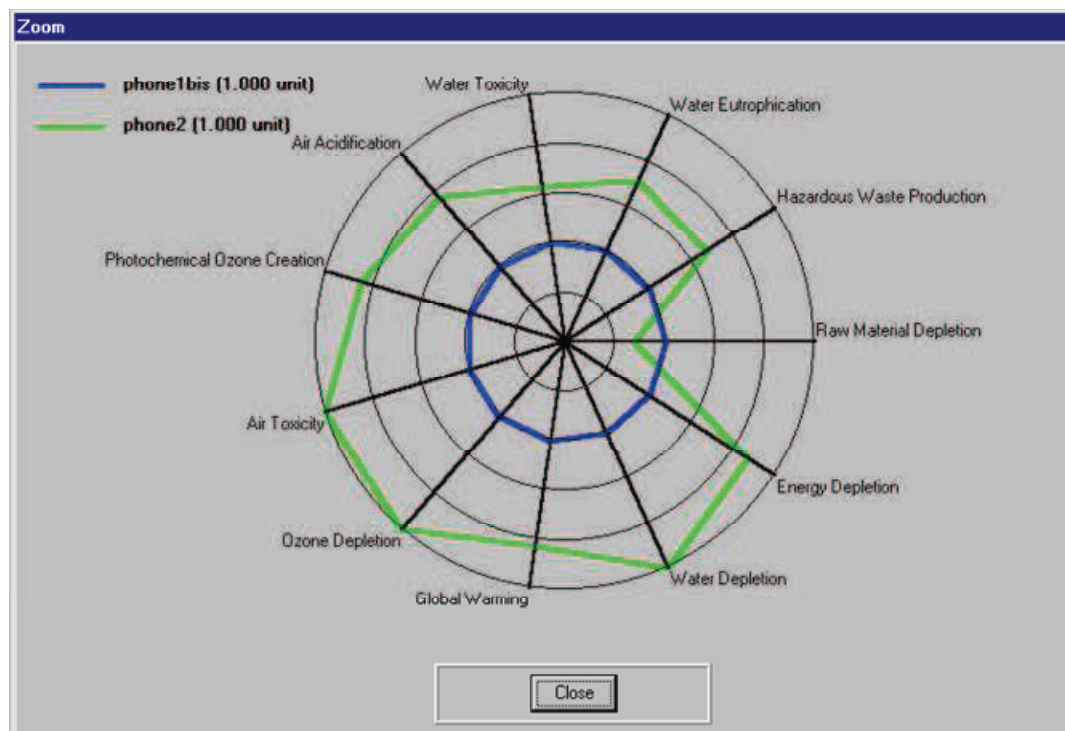 Zoom
phone1bis (1.000 unit)
phone2 (1.000 unit)
Water Toxicity
Water Eutrophication
Air Acidification
Hazardous Waste Production
Photochemical Ozone Creation
Raw Material Depletion
Air Toxicity
Energy Depletion
Ozone Depletion
Water Depletion
Global Warming
Close